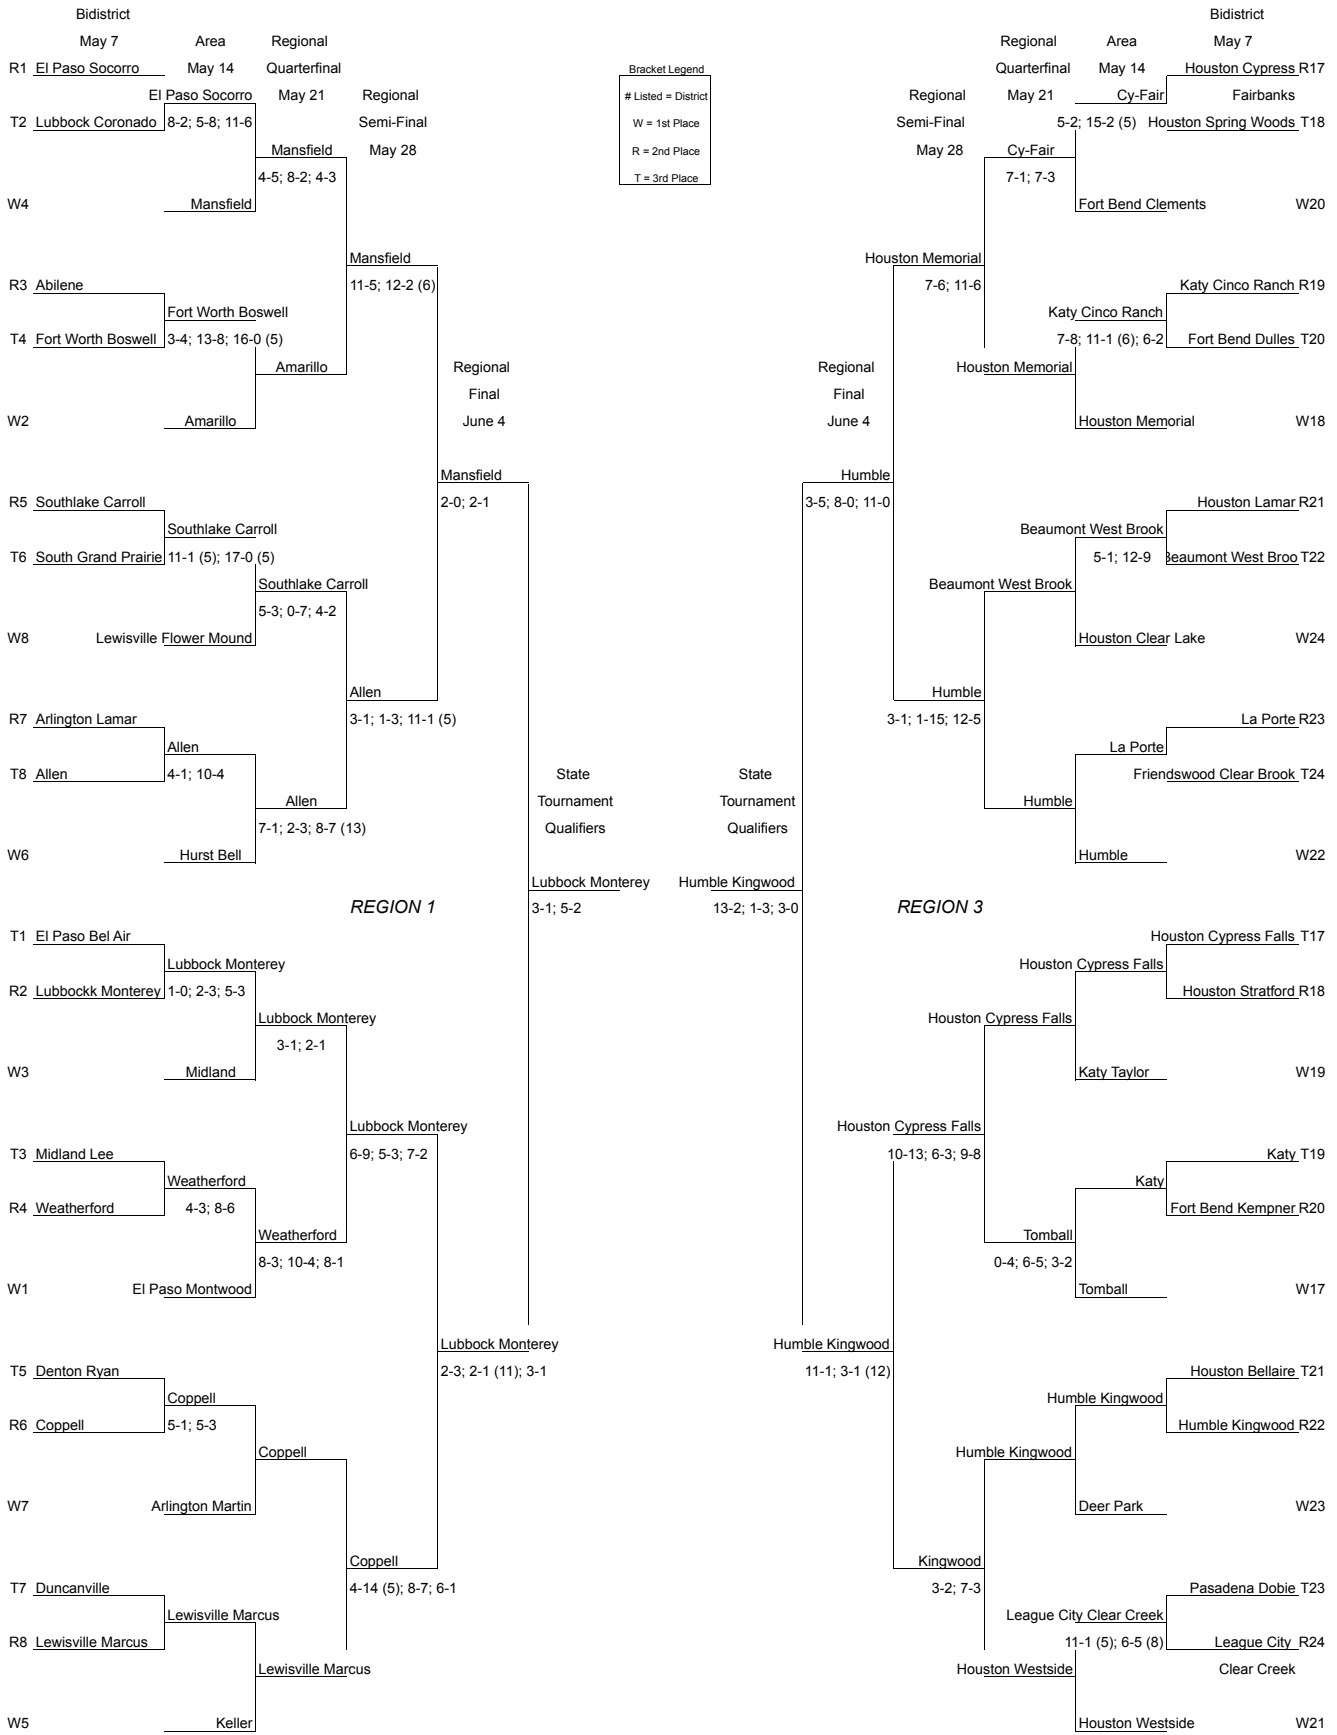 Bidistrict Bidistrict
May 7 Area Regional Regional Area May 7
R1 El Paso Socorro May 14 Quarterfinal Bracket Legend Quarterfinal May 14 Houston Cypress R17
El Paso Socorro May 21 Regional # Listed = District Regional May 21 Cy-Fair Fairbanks
T2 Lubbock Coronado 8-2; 5-8; 11-6 Semi-Final W = 1st Place Semi-Final 5-2; 15-2 (5) Houston Spring Woods T18
Mansfield May 28 R = 2nd Place May 28 Cy-Fair
4-5; 8-2; 4-3 T = 3rd Place 7-1; 7-3
W4 Mansfield Fort Bend Clements W20
Mansfield Houston Memorial
R3 Abilene 11-5; 12-2 (6) 7-6; 11-6 Katy Cinco Ranch R19
Fort Worth Boswell Katy Cinco Ranch
T4 Fort Worth Boswell 3-4; 13-8; 16-0 (5) 7-8; 11-1 (6); 6-2 Fort Bend Dulles T20
Amarillo Regional Regional Houston Memorial
Final Final
W2 Amarillo June 4 June 4 Houston Memorial W18
Mansfield Humble
R5 Southlake Carroll 2-0; 2-1 3-5; 8-0; 11-0 Houston Lamar R21
Southlake Carroll Beaumont West Brook
T6 South Grand Prairie 11-1 (5); 17-0 (5) 5-1; 12-9 Beaumont West Broo T22
Southlake Carroll Beaumont West Brook
5-3; 0-7; 4-2
W8 Lewisville Flower Mound Houston Clear Lake W24
Allen Humble
R7 Arlington Lamar 3-1; 1-3; 11-1 (5) 3-1; 1-15; 12-5 La Porte R23
Allen La Porte
T8 Allen 4-1; 10-4 State State Friendswood Clear Brook T24
Allen Tournament Tournament Humble
7-1; 2-3; 8-7 (13) Qualifiers Qualifiers
W6 Hurst Bell Humble W22
Lubbock Monterey Humble Kingwood
REGION 1 3-1; 5-2 13-2; 1-3; 3-0 REGION 3
T1 El Paso Bel Air Houston Cypress Falls T17
Lubbock Monterey Houston Cypress Falls
R2 Lubbockk Monterey 1-0; 2-3; 5-3 Houston Stratford R18
Lubbock Monterey Houston Cypress Falls
3-1; 2-1
W3 Midland Katy Taylor W19
Lubbock Monterey Houston Cypress Falls
T3 Midland Lee 6-9; 5-3; 7-2 10-13; 6-3; 9-8 Katy T19
Weatherford Katy
R4 Weatherford 4-3; 8-6 Fort Bend Kempner R20
Weatherford Tomball
8-3; 10-4; 8-1 0-4; 6-5; 3-2
W1 El Paso Montwood Tomball W17
Lubbock Monterey Humble Kingwood
T5 Denton Ryan 2-3; 2-1 (11); 3-1 11-1; 3-1 (12) Houston Bellaire T21
Coppell Humble Kingwood
R6 Coppell 5-1; 5-3 Humble Kingwood R22
Coppell Humble Kingwood
W7 Arlington Martin Deer Park W23
Coppell Kingwood
T7 Duncanville 4-14 (5); 8-7; 6-1 3-2; 7-3 Pasadena Dobie T23
Lewisville Marcus League City Clear Creek
R8 Lewisville Marcus 11-1 (5); 6-5 (8) League City R24
Lewisville Marcus Houston Westside Clear Creek
W5 Keller Houston Westside W21